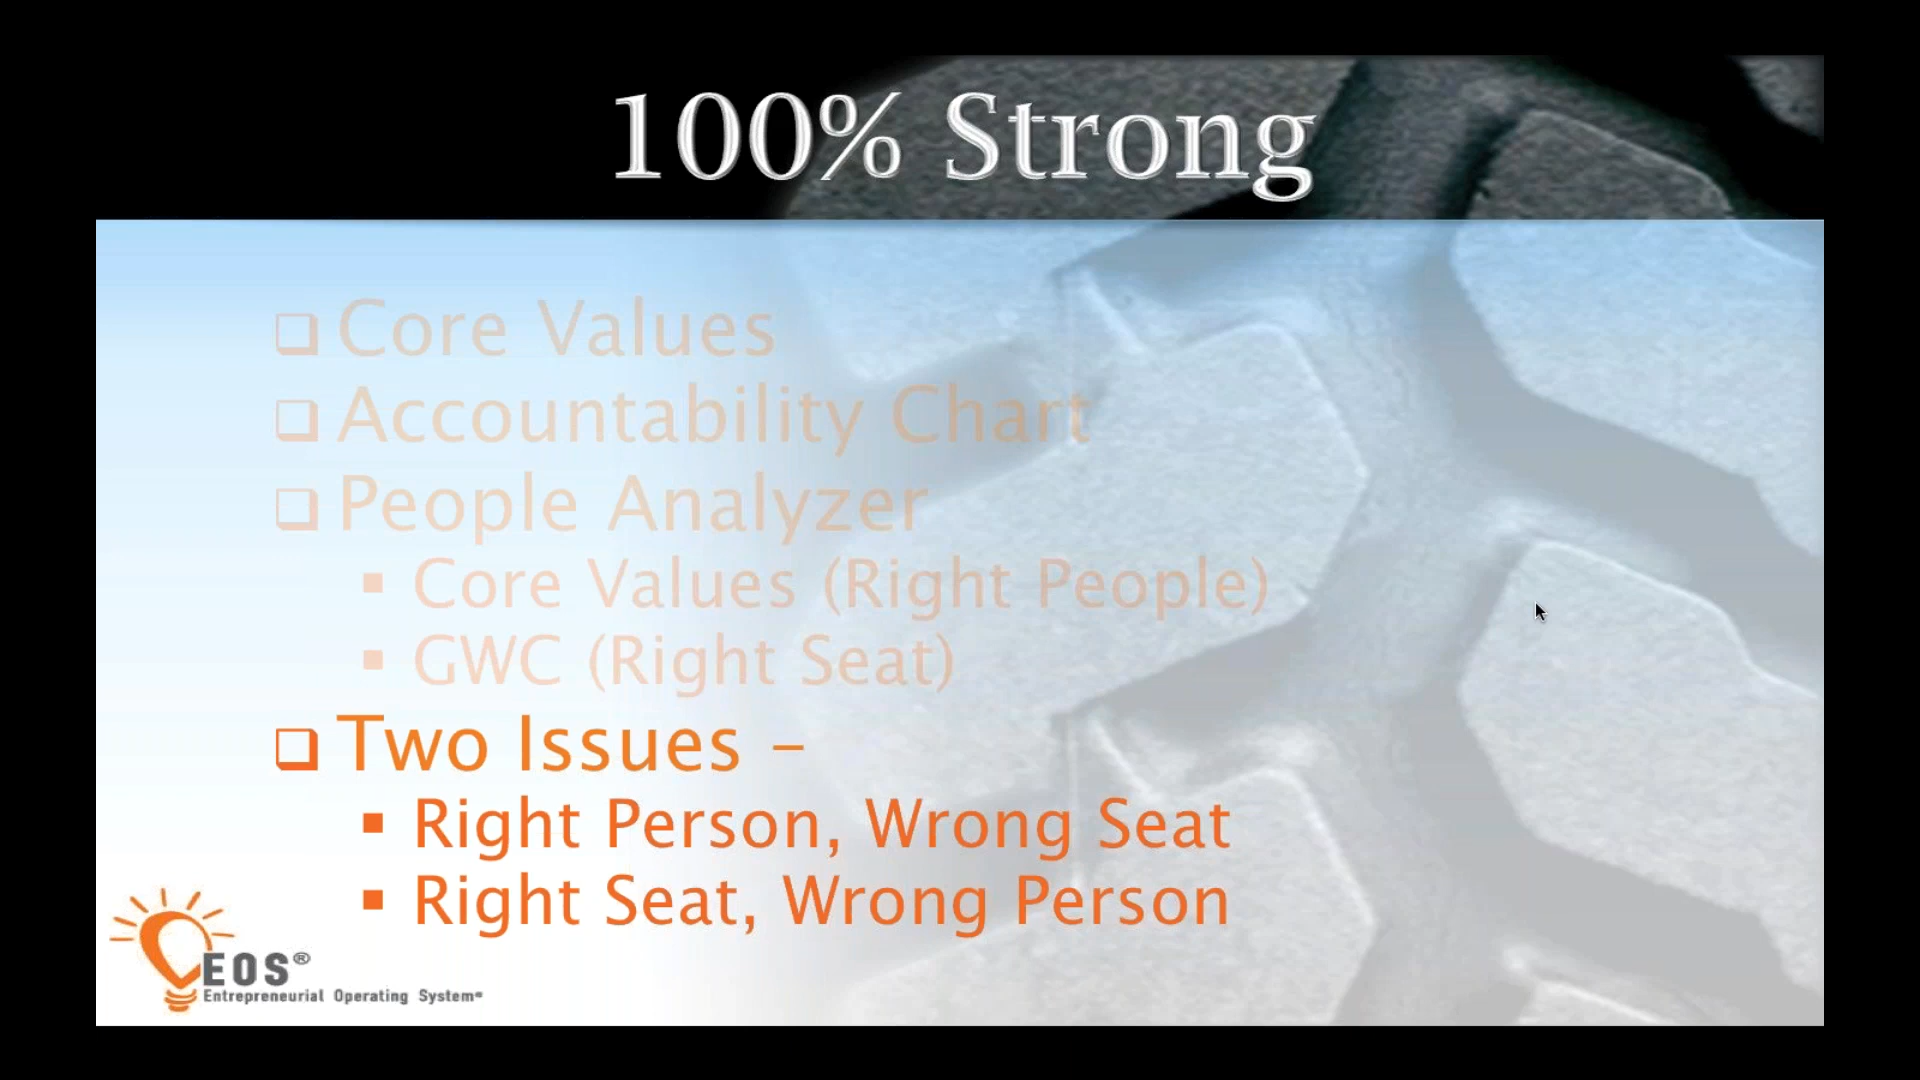 100% Strong
Core Values
Accountability Chart
People Analyzer
Core Values (Right People)
GWC (Right Seat)
Two Issues –
Right Person, Wrong Seat
Right Seat, Wrong Person
EOS®
Entrepreneurial Operating System